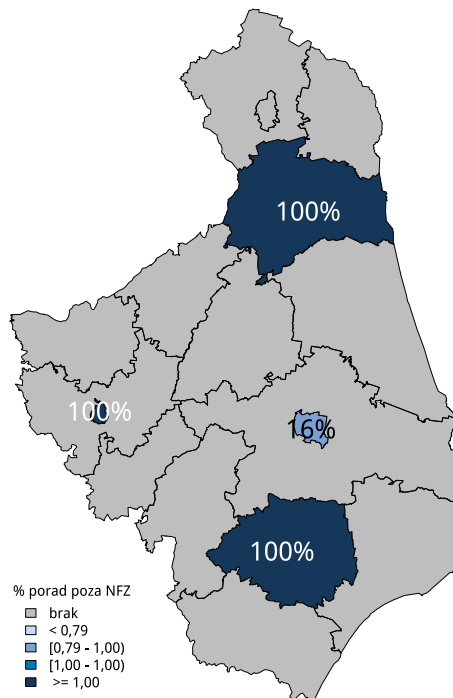 100%
100%
16%
100%
% porad poza NFZ
brak
< 0,79
[0,79 - 1,00)
[1,00 - 1,00)
>= 1,00